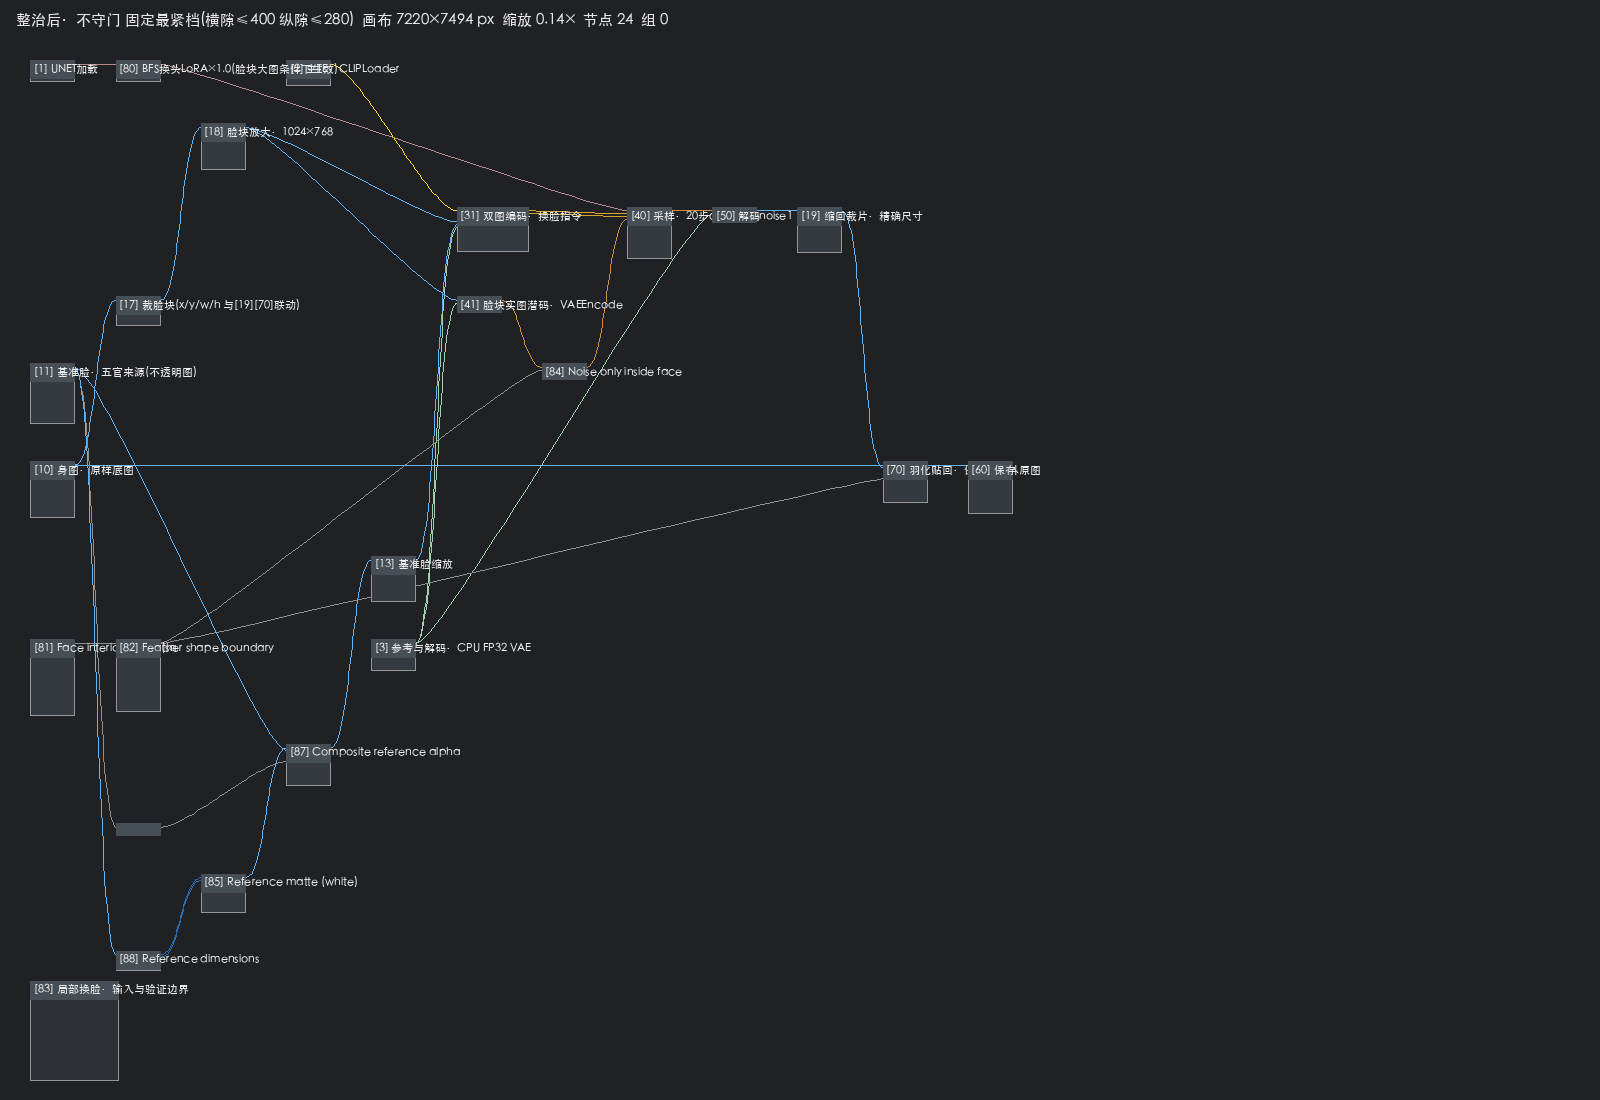 整治后· 不守门 固定最紧档(横隙≤400 纵隙≤280) 画布 7220×7494 px 缩放 0.14× 节点 24 组 0
[1] UNET加载
[80] BFS换头LoRA×1.0(脸块大图条件下生效)
CLIPLoader
[18] 脸块放大· 1024×768
[31] 双图编码· 换脸指令
[40] 采样· 20步
[50] 解码
[19] 缩回裁片· 精确尺寸
[17] 裁脸块(x/y/w/h 与[19][70]联动)
[41] 脸块实图潜码· VAEEncode
[11] 基准脸· 五官来源(不透明图)
[84] Noise only inside face
[10] 身图· 原样底图
[70] 羽化贴回·
[60] 保存原图
[13] 基准脸缩放
[81] Face interio
[82] Feather shape boundary
[3] 参考与解码· CPU FP32 VAE
[87] Composite reference alpha
[85] Reference matte (white)
[88] Reference dimensions
[83] 局部换脸· 输入与验证边界